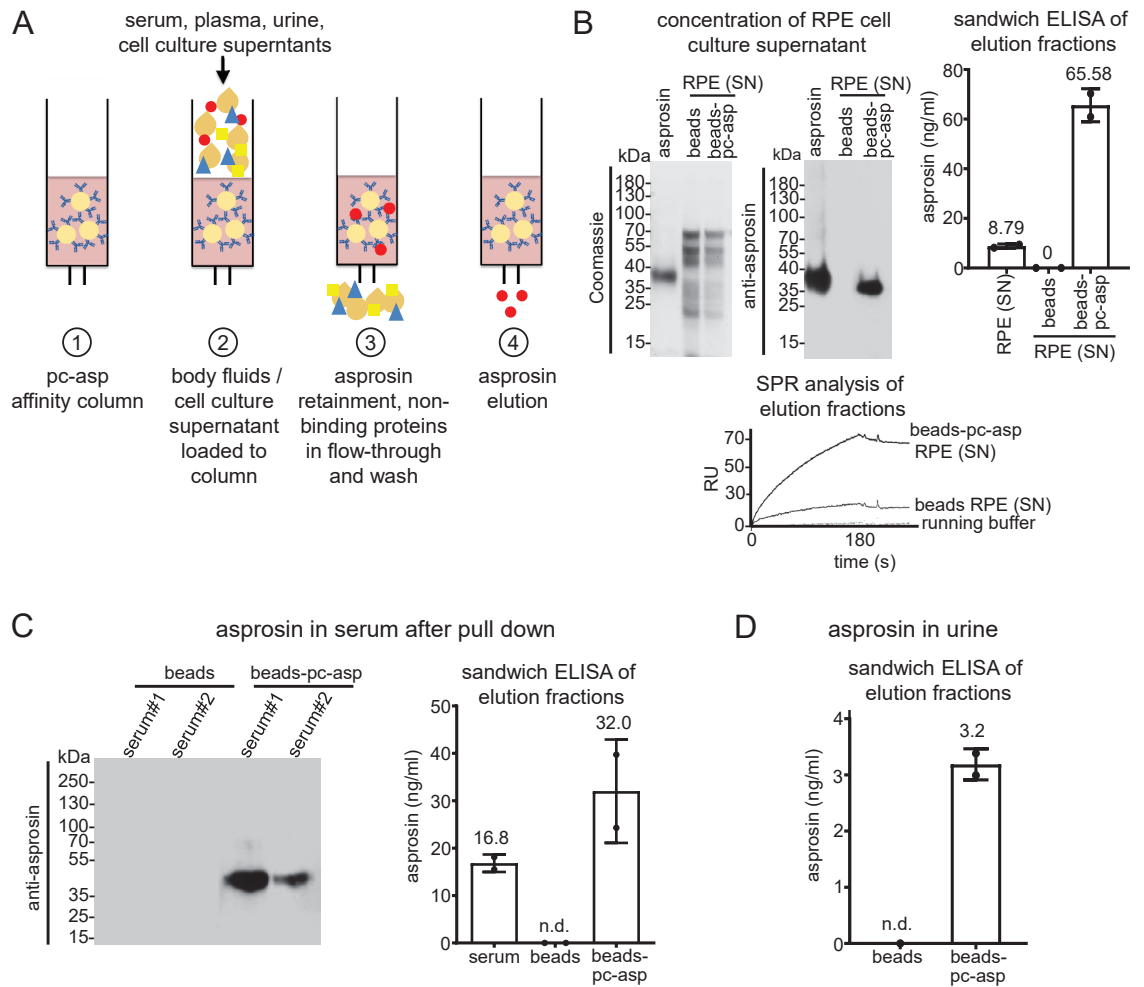 A
serum, plasma, urine,
cell culture superntants
1
pc-asp
affinity column
2
body fluids /
cell culture
supernatant
loaded to
column
3
asprosin
retainment, non-
binding proteins
in flow-through
and wash
4
asprosin
elution
B
concentration of RPE cell
culture supernatant
RPE (SN)
asprosin
beads
beads-
pc-asp
kDa
180
130
100
70
55
40
35
25
15
Coomassie
RPE (SN)
asprosin
beads
beads-
pc-asp
kDa
180
130
100
70
55
40
35
25
15
anti-asprosin
sandwich ELISA of
elution fractions
asprosin (ng/ml)
80
60
40
20
0
8.79
0
65.58
RPE (SN)
beads
beads-
pc-asp
RPE (SN)
SPR analysis of
elution fractions
RU
70
50
30
0
0
180
time (s)
beads-pc-asp
RPE (SN)
beads RPE (SN)
running buffer
C
asprosin in serum after pull down
beads
beads-pc-asp
serum#1
serum#2
serum#1
serum#2
kDa
250
130
100
70
55
35
25
15
anti-asprosin
sandwich ELISA of
elution fractions
asprosin (ng/ml)
50
40
30
20
10
0
16.8
n.d.
32.0
serum
beads
beads-
pc-asp
D
asprosin in urine
sandwich ELISA of
elution fractions
asprosin (ng/ml)
4
3
2
1
0
n.d.
3.2
beads
beads-
pc-asp